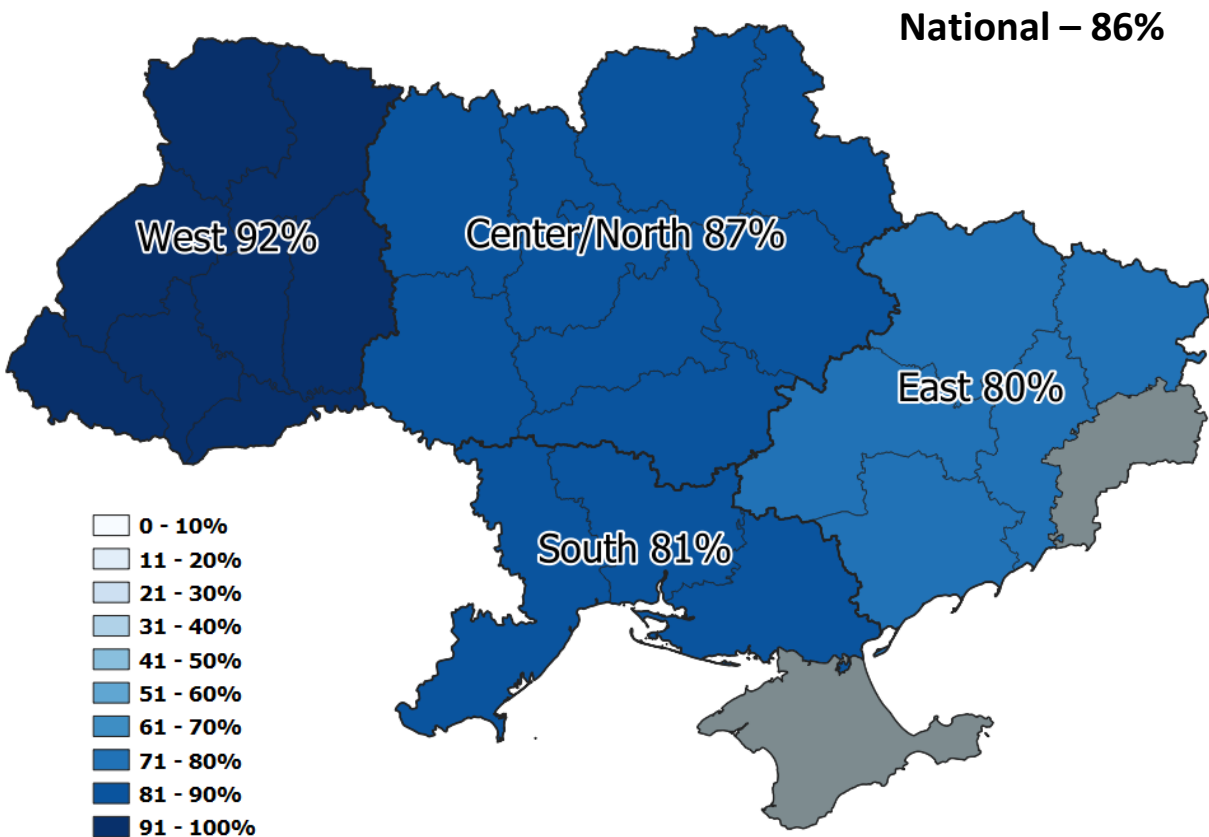 National – 86%
West 92%
Center/North 87%
East 80%
South 81%
0 - 10%
11 - 20%
21 - 30%
31 - 40%
41 - 50%
51 - 60%
61 - 70%
71 - 80%
81 - 90%
91 - 100%